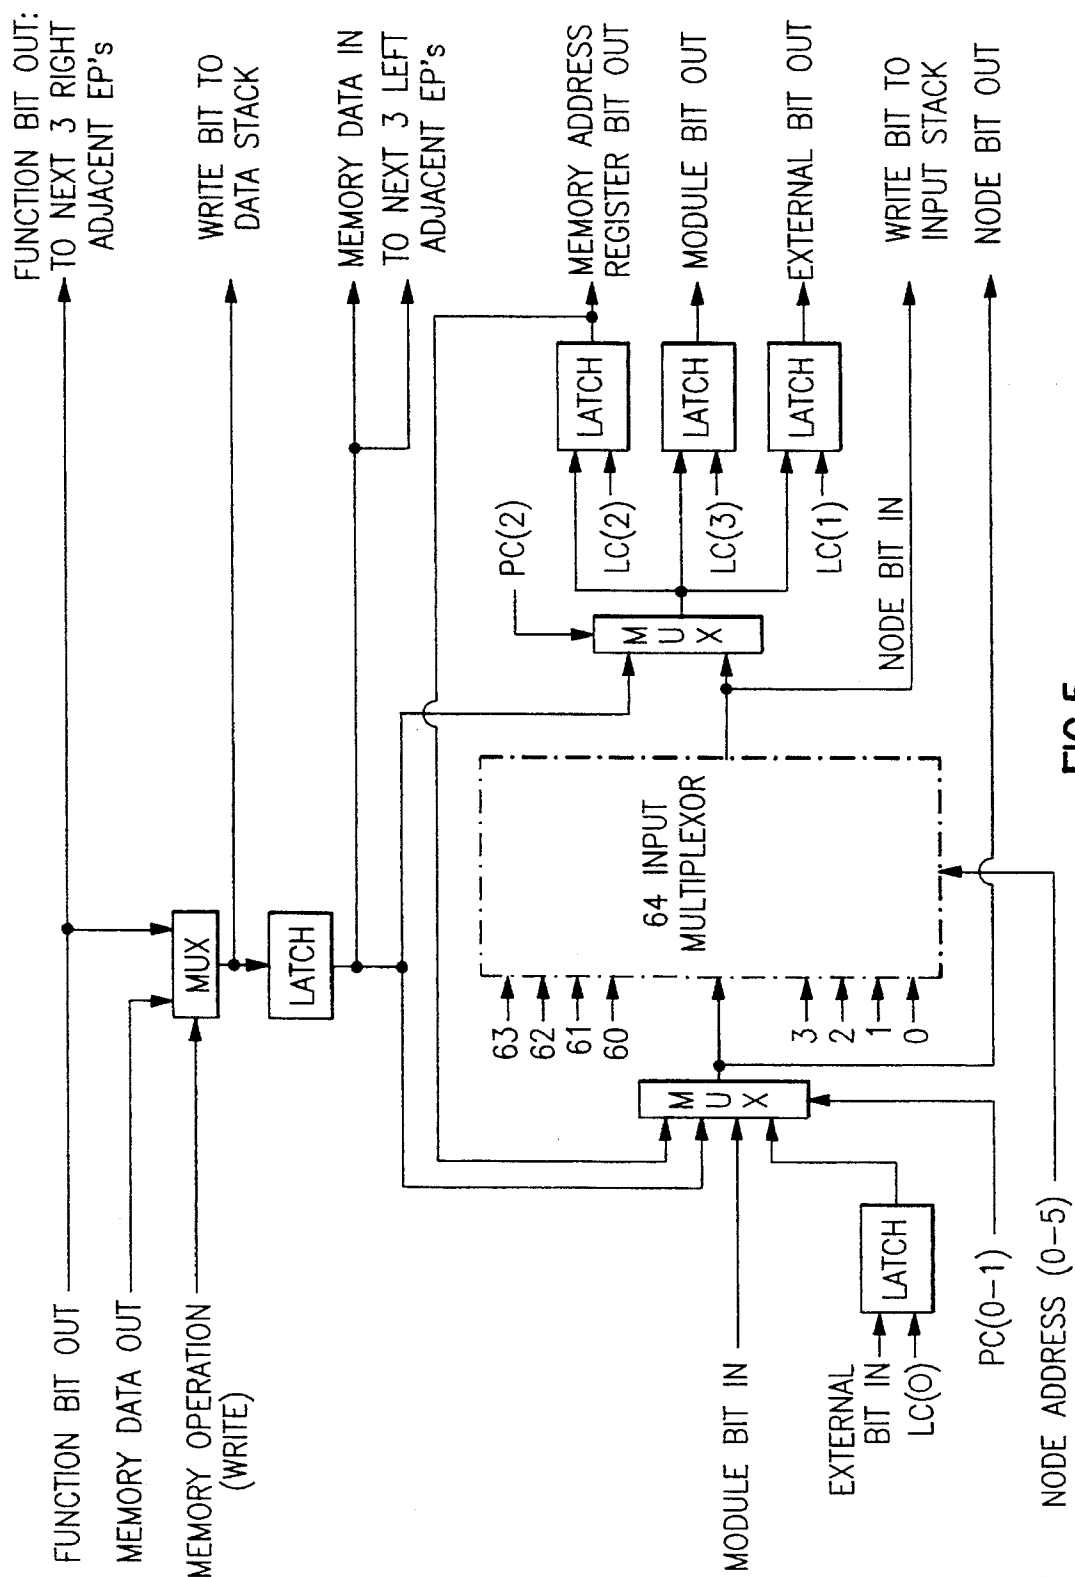 FUNCTION BIT OUT
MEMORY DATA OUT
MEMORY OPERATION
(WRITE)
MODULE BIT IN
EXTERNAL
BIT IN
LC(0)
PC(0-1)
NODE ADDRESS (0-5)
LATCH
MUX
63
62
61
60
3
2
1
0
MUX
LATCH
64 INPUT
MULTIPLEXOR
MUX
PC(2)
LC(2)
LC(3)
LC(1)
NODE BIT IN
LATCH
LATCH
LATCH
FUNCTION BIT OUT:
TO NEXT 3 RIGHT
ADJACENT EP's
WRITE BIT TO
DATA STACK
MEMORY DATA IN
TO NEXT 3 LEFT
ADJACENT EP's
MEMORY ADDRESS
REGISTER BIT OUT
MODULE BIT OUT
EXTERNAL BIT OUT
WRITE BIT TO
INPUT STACK
NODE BIT OUT